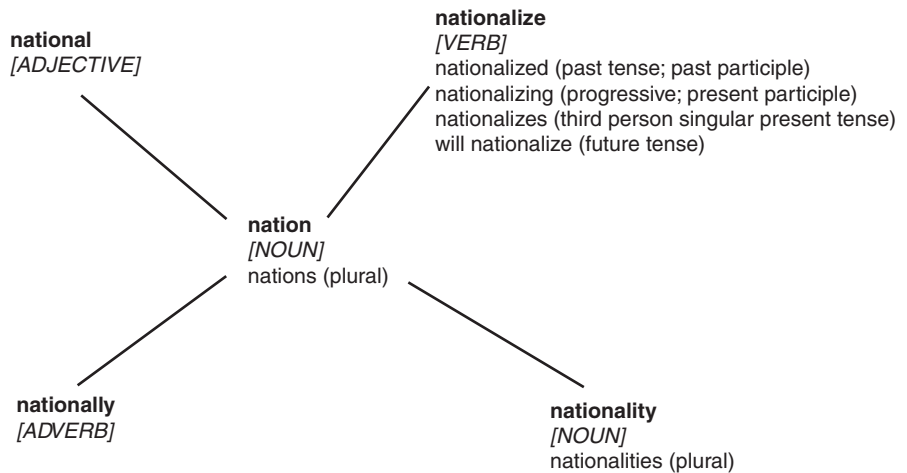 national
[ADJECTIVE]
nationalize
[VERB]
nationalized (past tense; past participle)
nationalizing (progressive; present participle)
nationalizes (third person singular present tense)
will nationalize (future tense)
nation
[NOUN]
nations (plural)
nationally
[ADVERB]
nationality
[NOUN]
nationalities (plural)